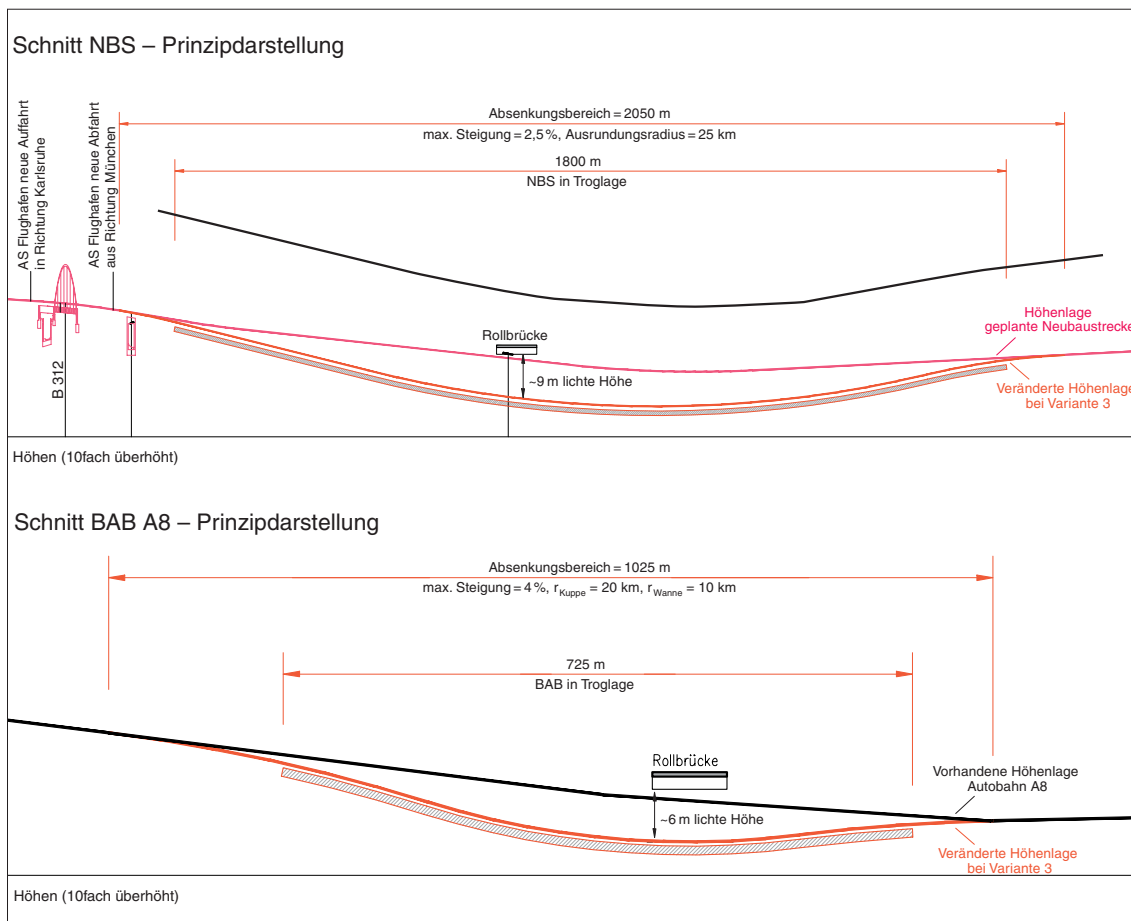 Schnitt NBS – Prinzipdarstellung
AS Flughafen neue Auffahrt
in Richtung Karlsruhe
AS Flughafen neue Abfahrt
aus Richtung München
Absenkungsbereich = 2050 m
max. Steigung = 2,5 %, Ausrundungsradius = 25 km
1800 m
NBS in Troglage
B 312
Rollbrücke
~9 m lichte Höhe
Höhenlage
geplante Neubaustrecke
Veränderte Höhenlage
bei Variante 3
Höhen (10fach überhöht)
Schnitt BAB A8 – Prinzipdarstellung
Absenkungsbereich = 1025 m
max. Steigung = 4 %, rKuppe = 20 km, rWanne = 10 km
725 m
BAB in Troglage
Rollbrücke
~6 m lichte Höhe
Vorhandene Höhenlage
Autobahn A8
Veränderte Höhenlage
bei Variante 3
Höhen (10fach überhöht)